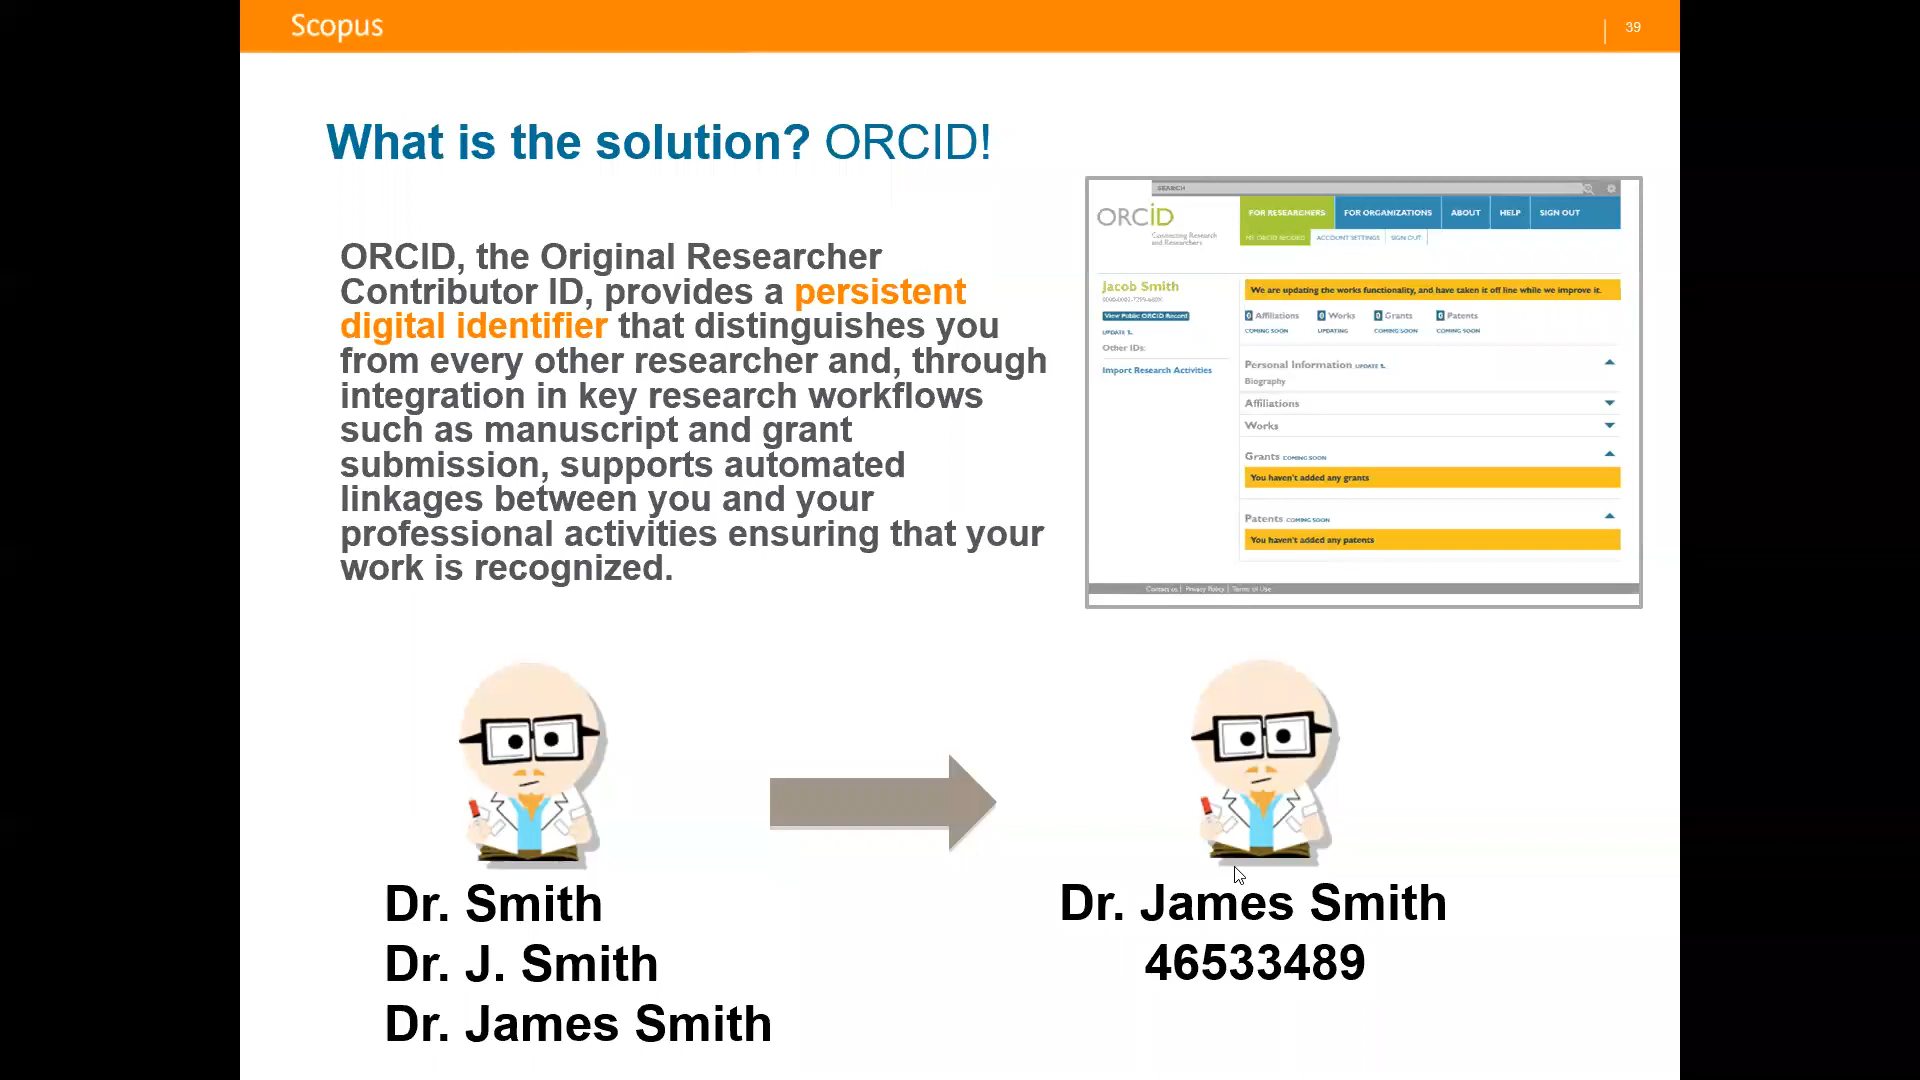 Scopus
39
What is the solution? ORCID!
ORCID, the Original Researcher
Contributor ID, provides a persistent
digital identifier that distinguishes you
from every other researcher and, through
integration in key research workflows
such as manuscript and grant
submission, supports automated
linkages between you and your
professional activities ensuring that your
work is recognized.
SEARCH
ORCID
Connecting Research
and Researchers
FOR RESEARCHERS FOR ORGANIZATIONS ABOUT HELP SIGN OUT
MY ORCID RECORD ACCOUNT SETTINGS SIGN OUT
Jacob Smith
View Public ORCID Record
UPDATE
Other IDs:
Import Research Activities
We are updating the works functionality, and have taken it off line while we improve it.
0 Affiliations 0 Works 0 Grants 0 Patents
COMING SOON UPDATING COMING SOON COMING SOON
Personal Information UPDATE
Biography
Affiliations
Works
Grants COMING SOON
You haven't added any grants
Patents COMING SOON
You haven't added any patents
Contact us | Privacy Policy | Terms of Use
Dr. Smith
Dr. J. Smith
Dr. James Smith
Dr. James Smith
46533489